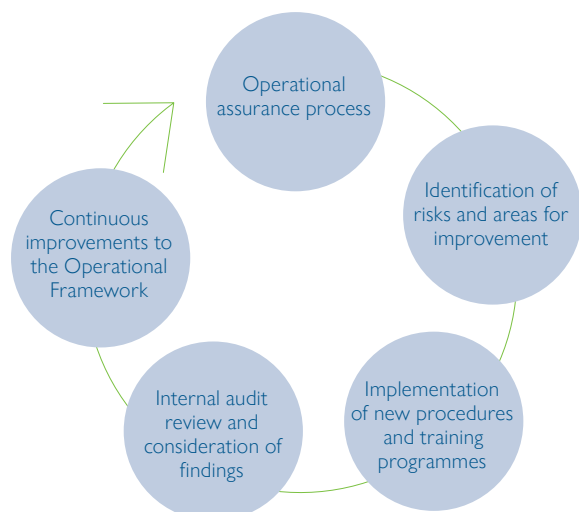 Operational
assurance process
Identification of
risks and areas for
improvement
Implementation
of new procedures
and training
programmes
Internal audit
review and
consideration of
findings
Continuous
improvements to
the Operational
Framework